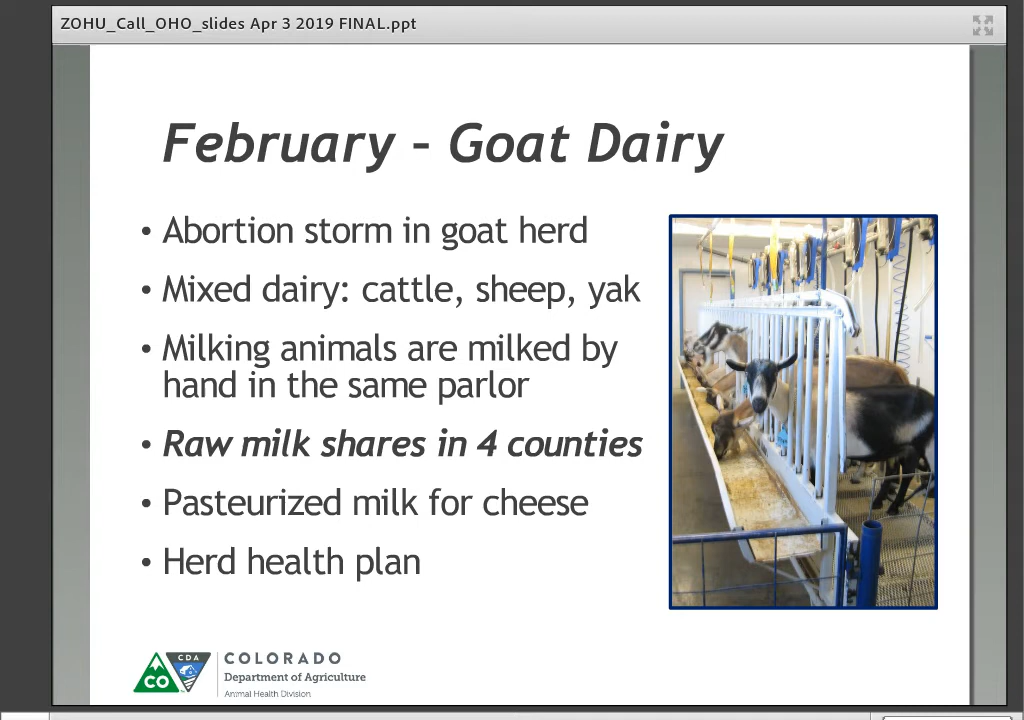 ZOHU_Call_OHO_slides Apr 3 2019 FINAL.ppt
February – Goat Dairy
• Abortion storm in goat herd
• Mixed dairy: cattle, sheep, yak
• Milking animals are milked by
hand in the same parlor
• Raw milk shares in 4 counties
• Pasteurized milk for cheese
• Herd health plan
CO
CDA
COLORADO
Department of Agriculture
Animal Health Division